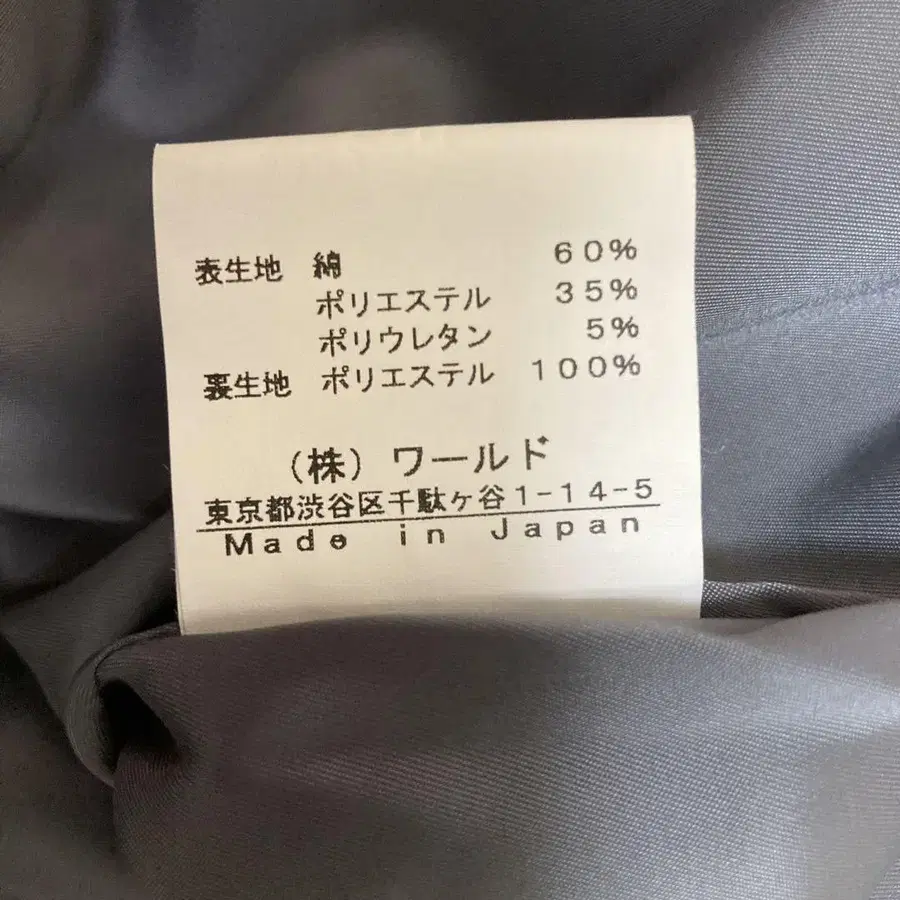 表生地 綿 60%
ポリエステル 35%
ポリウレタン 5%
裏生地 ポリエステル 100%
(株)ワールド
東京都渋谷区千駄ヶ谷1-14-5
Made in Japan